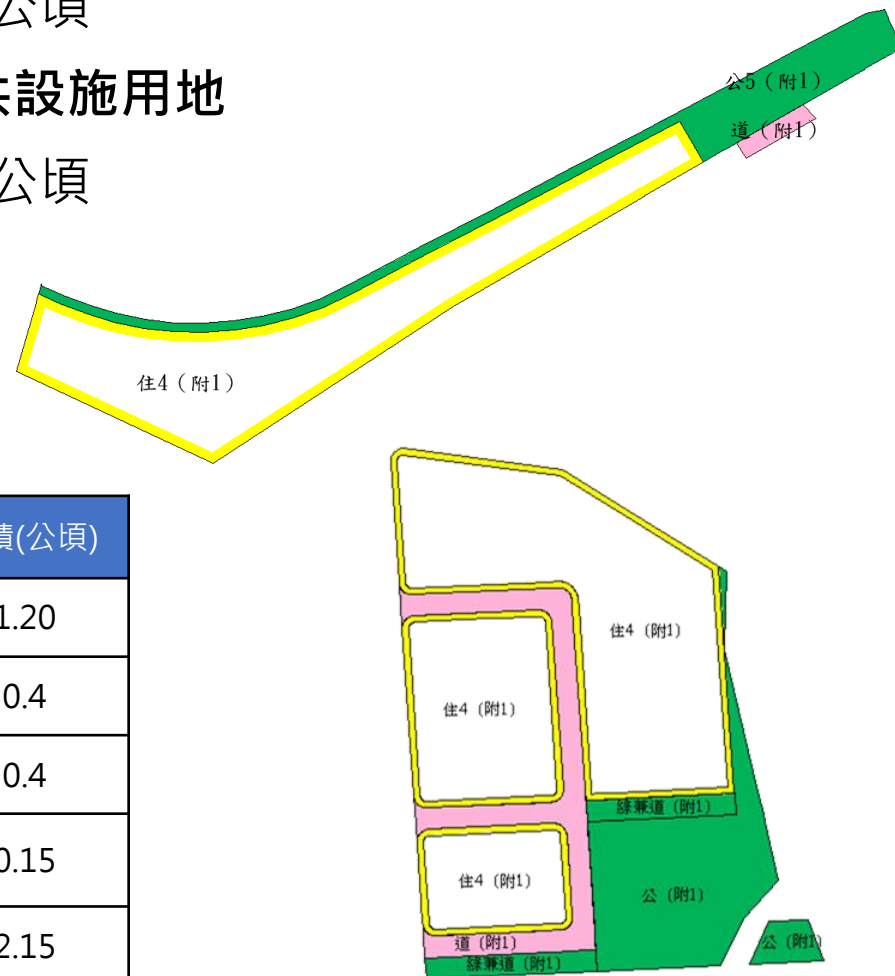 公頃
共設施用地
公頃
公5（附1）
道（附1）
住4（附1）
積(公頃)
1.20
0.4
0.4
0.15
2.15
住4（附1）
住4（附1）
綠兼道（附1）
住4（附1）
公（附1）
道（附1）
公（附1）
綠兼道（附1）